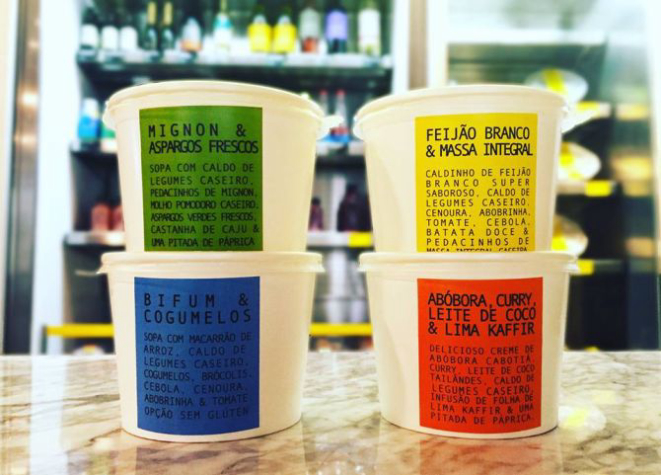 MIGNON &
ASPARGOS FRESCOS
SOPA COM CALDO DE
LEGUMES CASEIRO,
PEDACINHOS DE MIGNON,
MOLHO POMODORO CASEIRO,
ASPARGOS VERDES FRESCOS,
CASTANHA DE CAJU &
UMA PITADA DE PÁPRICA
FEIJÃO BRANCO
& MASSA INTEGRAL
CALDINHO DE FEIJÃO
BRANCO SUPER
SABOROSO, CALDO DE
LEGUMES CASEIRO,
CENOURA, ABOBRINHA,
TOMATE, CEBOLA,
BATATA DOCE &
PEDACINHOS DE
MASSA INTEGRAL CASEIRA
BIFUM &
COGUMELOS
SOPA COM MACARRÃO DE
ARROZ, CALDO DE
LEGUMES CASEIRO,
COGUMELOS, BRÓCOLIS,
CEBOLA, CENOURA,
ABOBRINHA & TOMATE
OPÇÃO SEM GLÚTEN
ABÓBORA, CURRY,
LEITE DE COCO
& LIMA KAFFIR
DELICIOSO CREME DE
ABÓBORA CABOTIÁ,
CURRY, LEITE DE COCO
TAILANDÊS, CALDO DE
LEGUMES CASEIRO,
INFUSÃO DE FOLHA DE
LIMA KAFFIR & UMA
PITADA DE PÁPRICA.